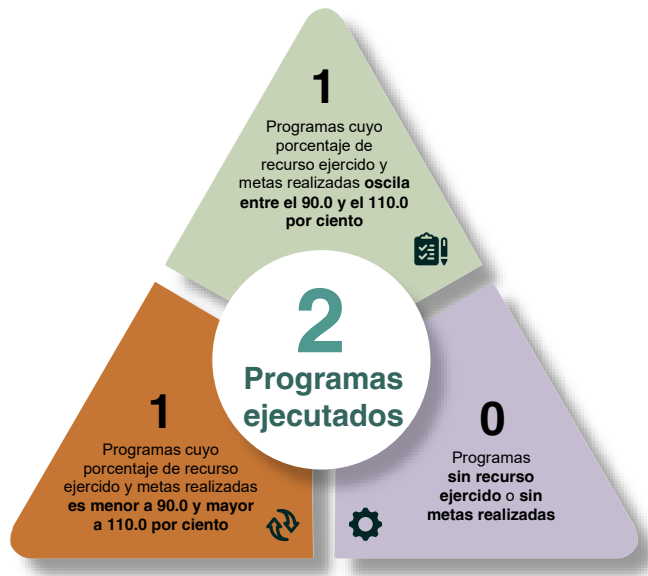 1
Programas cuyo
porcentaje de
recurso ejercido y
metas realizadas oscila
entre el 90.0 y el 110.0
por ciento
2
Programas
ejecutados
1
Programas cuyo
porcentaje de recurso
ejercido y metas realizadas
es menor a 90.0 y mayor
a 110.0 por ciento
0
Programas
sin recurso
ejercido o sin
metas realizadas